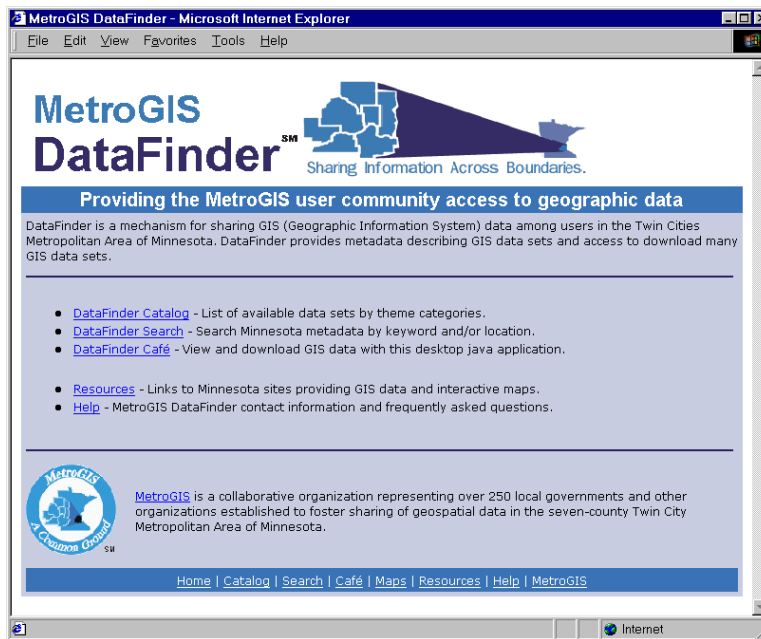 MetroGIS DataFinder - Microsoft Internet Explorer
File Edit View Favorites Tools Help
MetroGIS
DataFinder SM
Sharing Information Across Boundaries.
Providing the MetroGIS user community access to geographic data
DataFinder is a mechanism for sharing GIS (Geographic Information System) data among users in the Twin Cities
Metropolitan Area of Minnesota. DataFinder provides metadata describing GIS data sets and access to download many
GIS data sets.
• DataFinder Catalog - List of available data sets by theme categories.
• DataFinder Search - Search Minnesota metadata by keyword and/or location.
• DataFinder Café - View and download GIS data with this desktop java application.
• Resources - Links to Minnesota sites providing GIS data and interactive maps.
• Help - MetroGIS DataFinder contact information and frequently asked questions.
MetroGIS
A Common Ground
SM
MetroGIS is a collaborative organization representing over 250 local governments and other
organizations established to foster sharing of geospatial data in the seven-county Twin City
Metropolitan Area of Minnesota.
Home | Catalog | Search | Café | Maps | Resources | Help | MetroGIS
Internet